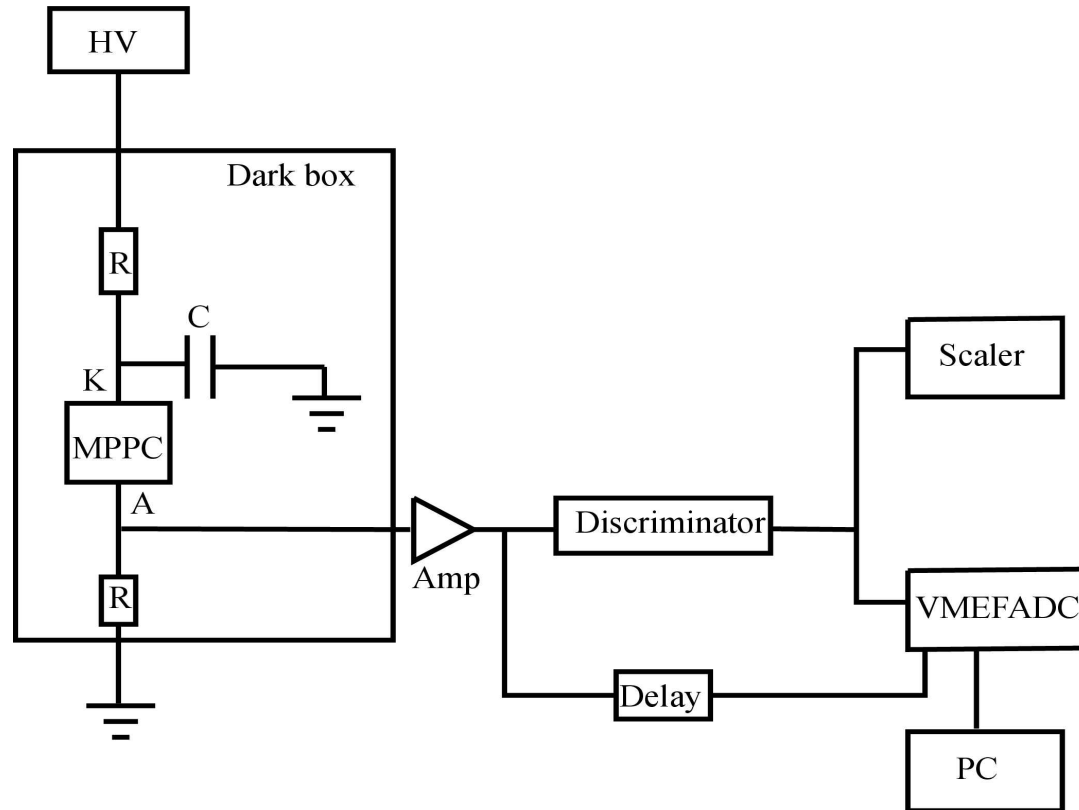 HV
Dark box
R
C
K
MPPC
A
R
Amp
Discriminator
Scaler
VMEFADC
Delay
PC